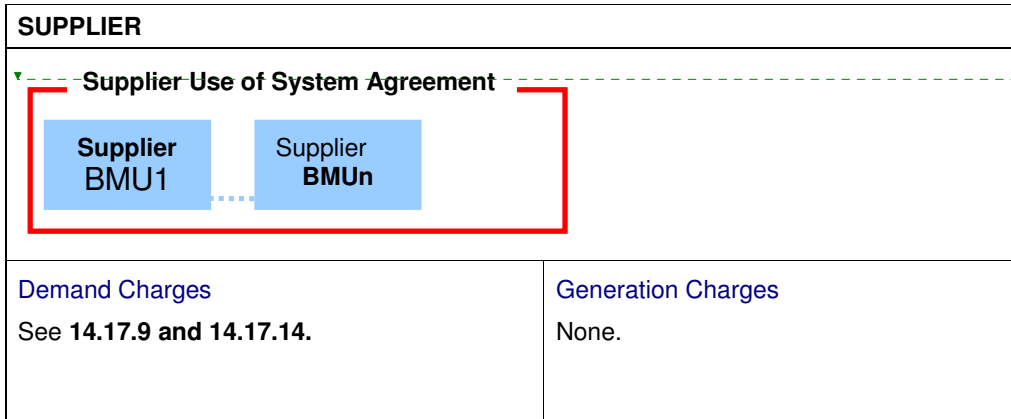 SUPPLIER
Supplier Use of System Agreement
Supplier
BMU1
Supplier
BMUn
Demand Charges
See 14.17.9 and 14.17.14.
Generation Charges
None.